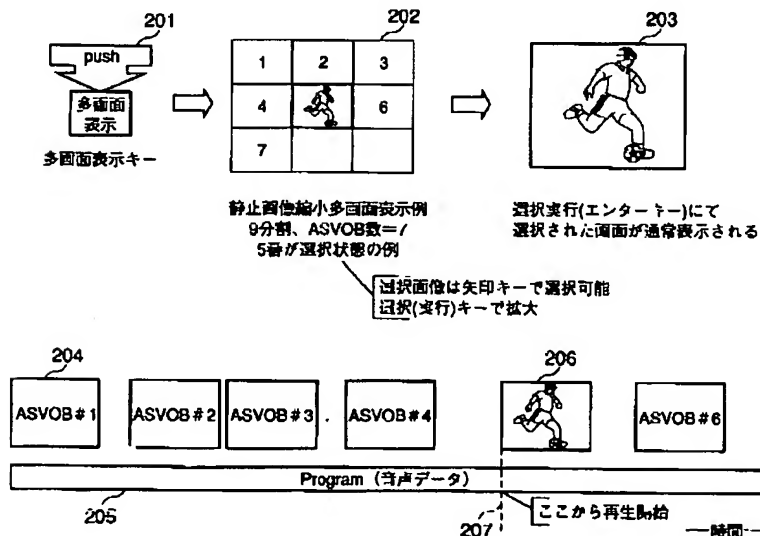 201
push
多画面
表示
多画面表示キー
202
1 2 3
4 6
7
静止画像縮小多画面表示例
9分割、ASVOB数=7
5番が選択状態の例
選択画像は矢印キーで選択可能
選択(実行)キーで拡大
203
選択実行(エンターキー)にて
選択された画面が通常表示される
204
ASVOB#1
ASVOB#2
ASVOB#3
ASVOB#4
206
ASVOB#6
Program (音声データ)
205
207
ここから再生開始
時間